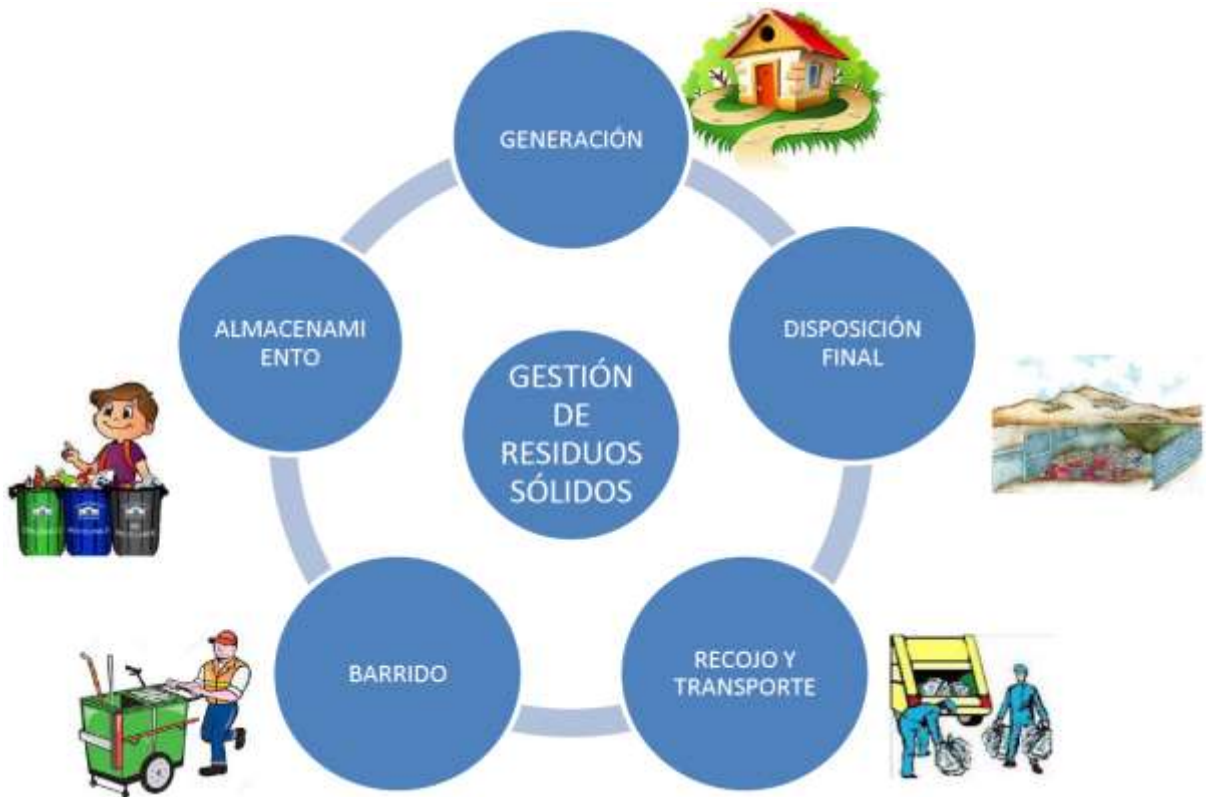 GENERACIÓN
DISPOSICIÓN
FINAL
RECOJO Y
TRANSPORTE
BARRIDO
ALMACENAMI
ENTO
GESTIÓN
DE
RESIDUOS
SÓLIDOS